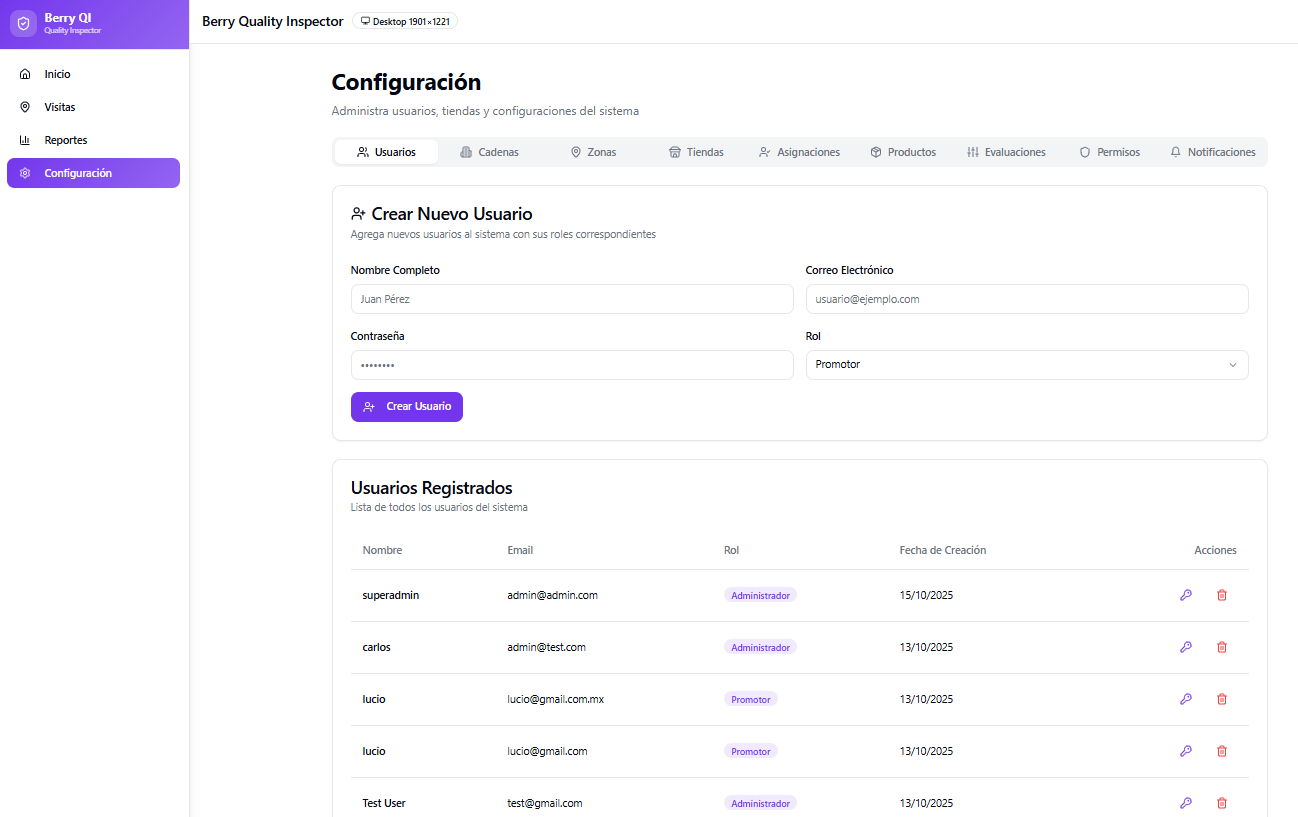 Berry QI
Quality Inspector
Berry Quality Inspector
Desktop 1901×1221
Inicio
Visitas
Reportes
Configuración
Configuración
Administra usuarios, tiendas y configuraciones del sistema
Usuarios Cadenas Zonas Tiendas Asignaciones Productos Evaluaciones Permisos Notificaciones
Crear Nuevo Usuario
Agrega nuevos usuarios al sistema con sus roles correspondientes
Nombre Completo Correo Electrónico
Juan Pérez usuario@ejemplo.com
Contraseña Rol
•••••••• Promotor
Crear Usuario
Usuarios Registrados
Lista de todos los usuarios del sistema
Nombre Email Rol Fecha de Creación Acciones
superadmin admin@admin.com Administrador 15/10/2025
carlos admin@test.com Administrador 13/10/2025
lucio lucio@gmail.com.mx Promotor 13/10/2025
lucio lucio@gmail.com Promotor 13/10/2025
Test User test@gmail.com Administrador 13/10/2025